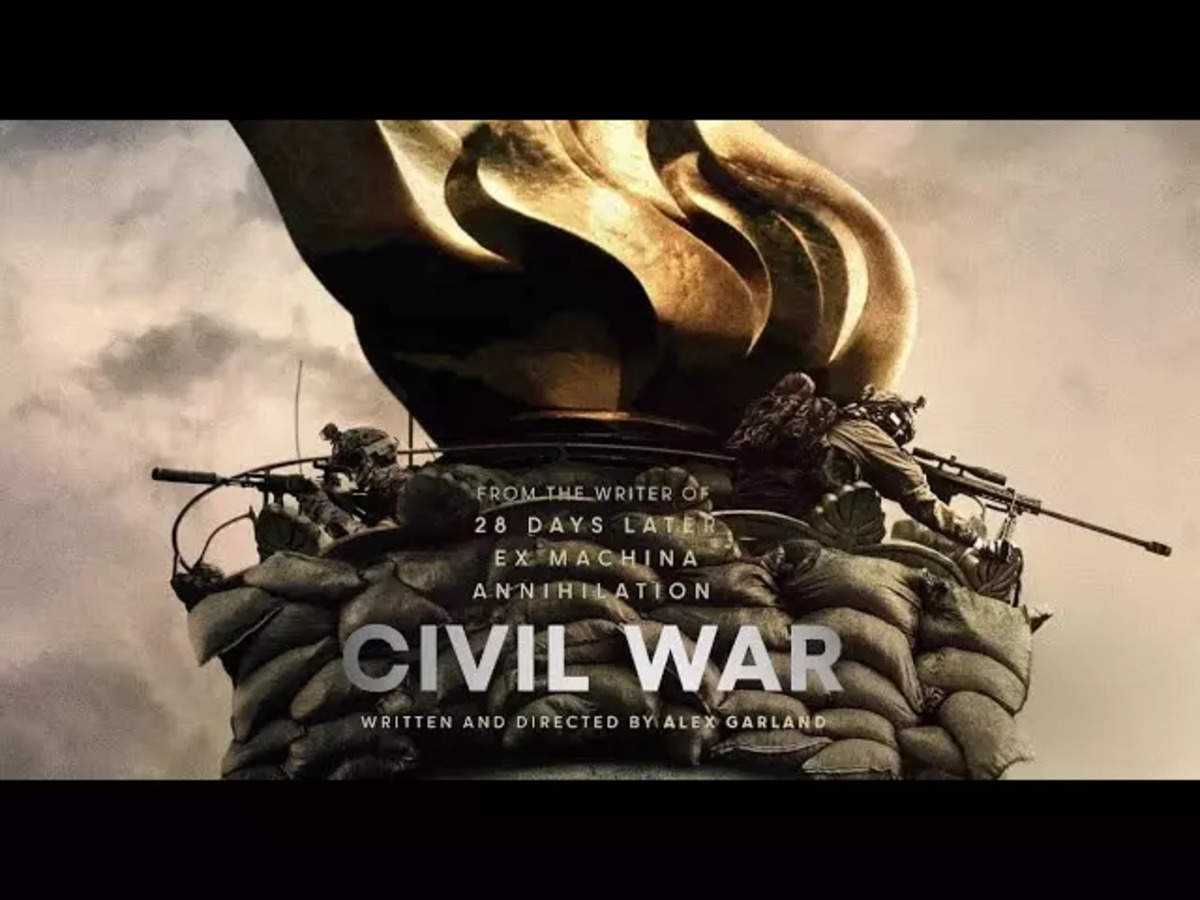 FROM THE WRITER OF
28 DAYS LATER
EX MACHINA
ANNIHILATION
CIVIL WAR
WRITTEN AND DIRECTED BY ALEX GARLAND